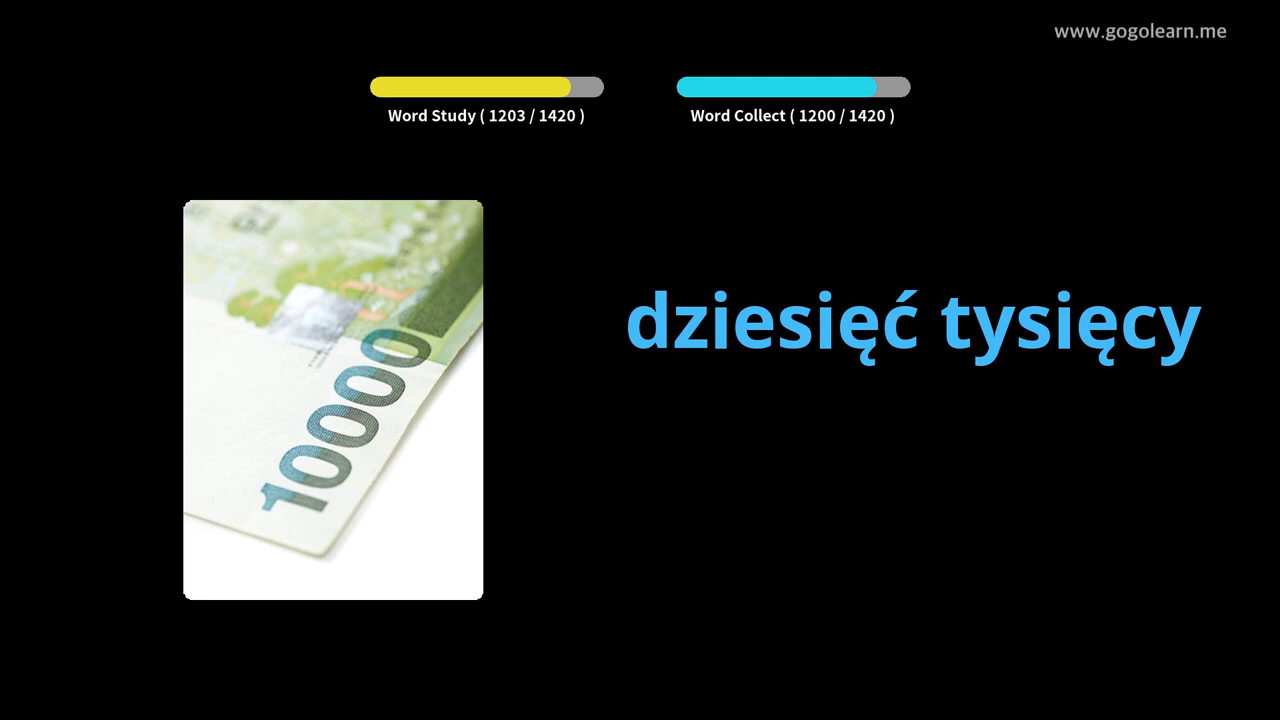 www.gogolearn.me
Word Study ( 1203 / 1420 )
Word Collect ( 1200 / 1420 )
dziesięć tysięcy
10000